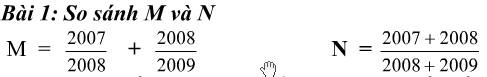 Bài 1: So sánh M và N
M = 2007/2008 + 2008/2009 N = (2007 + 2008)/(2008 + 2009)